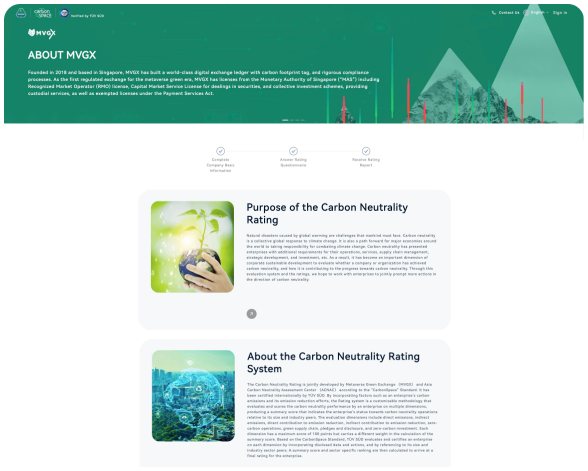 carbon SPACE
Verified by TÜV SÜD
Contact Us
English
Sign in
MVGX
ABOUT MVGX
Founded in 2018 and based in Singapore, MVGX has built a world-class digital exchange ledger with carbon footprint tag, and rigorous compliance
processes. As the first regulated exchange for the metaverse green era, MVGX has licenses from the Monetary Authority of Singapore ("MAS") including
Recognized Market Operator (RMO) license, Capital Market Service License for dealings in securities, and collective investment schemes, providing
custodial services, as well as exempted licenses under the Payment Services Act.
Complete
Company Basic
Information
Answer Rating
Questionnaire
Receive Rating
Report
Purpose of the Carbon Neutrality
Rating
Natural disasters caused by global warming are challenges that mankind must face. Carbon neutrality
is a collective global response to climate change. It is also a path forward for major economies around
the world to taking responsibility for combating climate change. Carbon neutrality has presented
enterprises with additional requirements for their operations, services, supply chain management,
strategic development, and investment, etc. As a result, it has become an important dimension of
corporate sustainable development to evaluate whether a company or organization has achieved
carbon neutrality, and how it is contributing to the progress towards carbon neutrality. Through this
evaluation system and the ratings, we hope to work with enterprises to jointly prompt more actions in
the direction of carbon neutrality.
About the Carbon Neutrality Rating
System
The Carbon Neutrality Rating is jointly developed by Metaverse Green Exchange (MVGX) and Asia
Carbon Neutrality Assessment Center (ACNAC) according to the "CarbonSpace" Standard. It has
been certified internationally by TÜV SÜD. By incorporating factors such as an enterprise's carbon
emissions and its emission reduction efforts, the Rating system is a customisable methodology that
evaluates and scores the carbon neutrality performance by an enterprise on multiple dimensions,
producing a summary score that indicates the enterprise's status towards carbon neutrality operations
relative to its size and industry peers. The evaluation dimensions include direct emissions, indirect
emissions, direct contribution to emission reduction, indirect contribution to emission reduction, zero-
carbon operations, green supply chain, pledges and disclosure, and zero-carbon investment. Each
dimension has a maximum score of 100 points but carries a different weight in the calculation of the
summary score. Based on the CarbonSpace Standard, TÜV SÜD evaluates and certifies an enterprise
on each dimension by incorporating disclosed data and actions, and by referencing to its size and
industry sector peers. A summary score and sector specific ranking are then calculated to arrive at a
final rating for the enterprise.